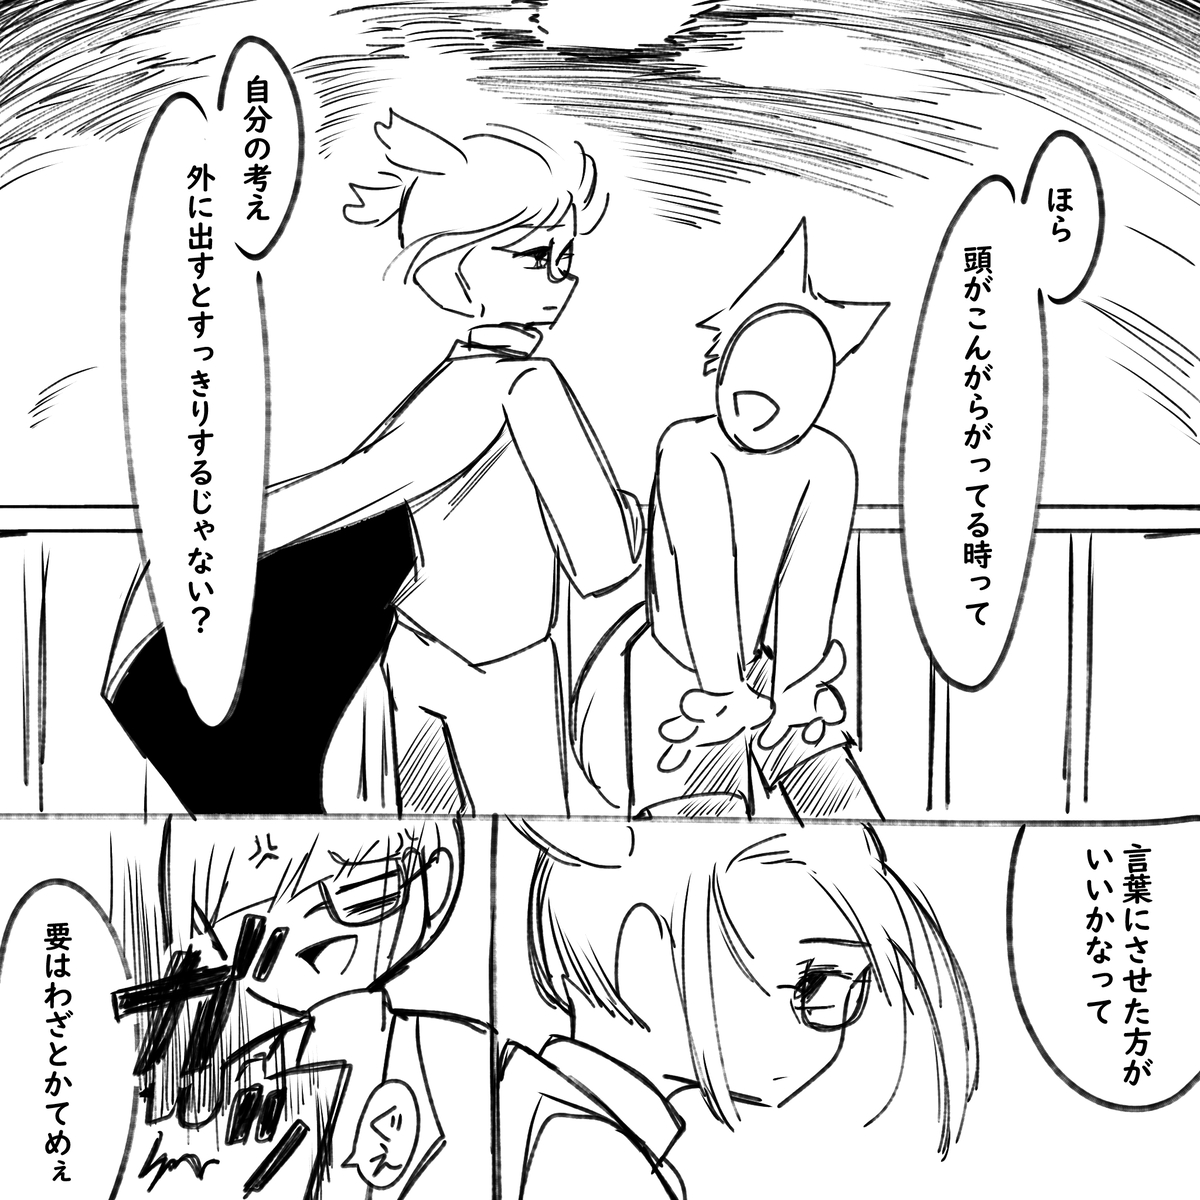 ほら
頭がこんがらがってる時って
自分の考え
外に出すとすっきりするじゃない？
言葉にさせた方が
いいかなって
ガッ
ぐえ
要はわざとかてめぇ